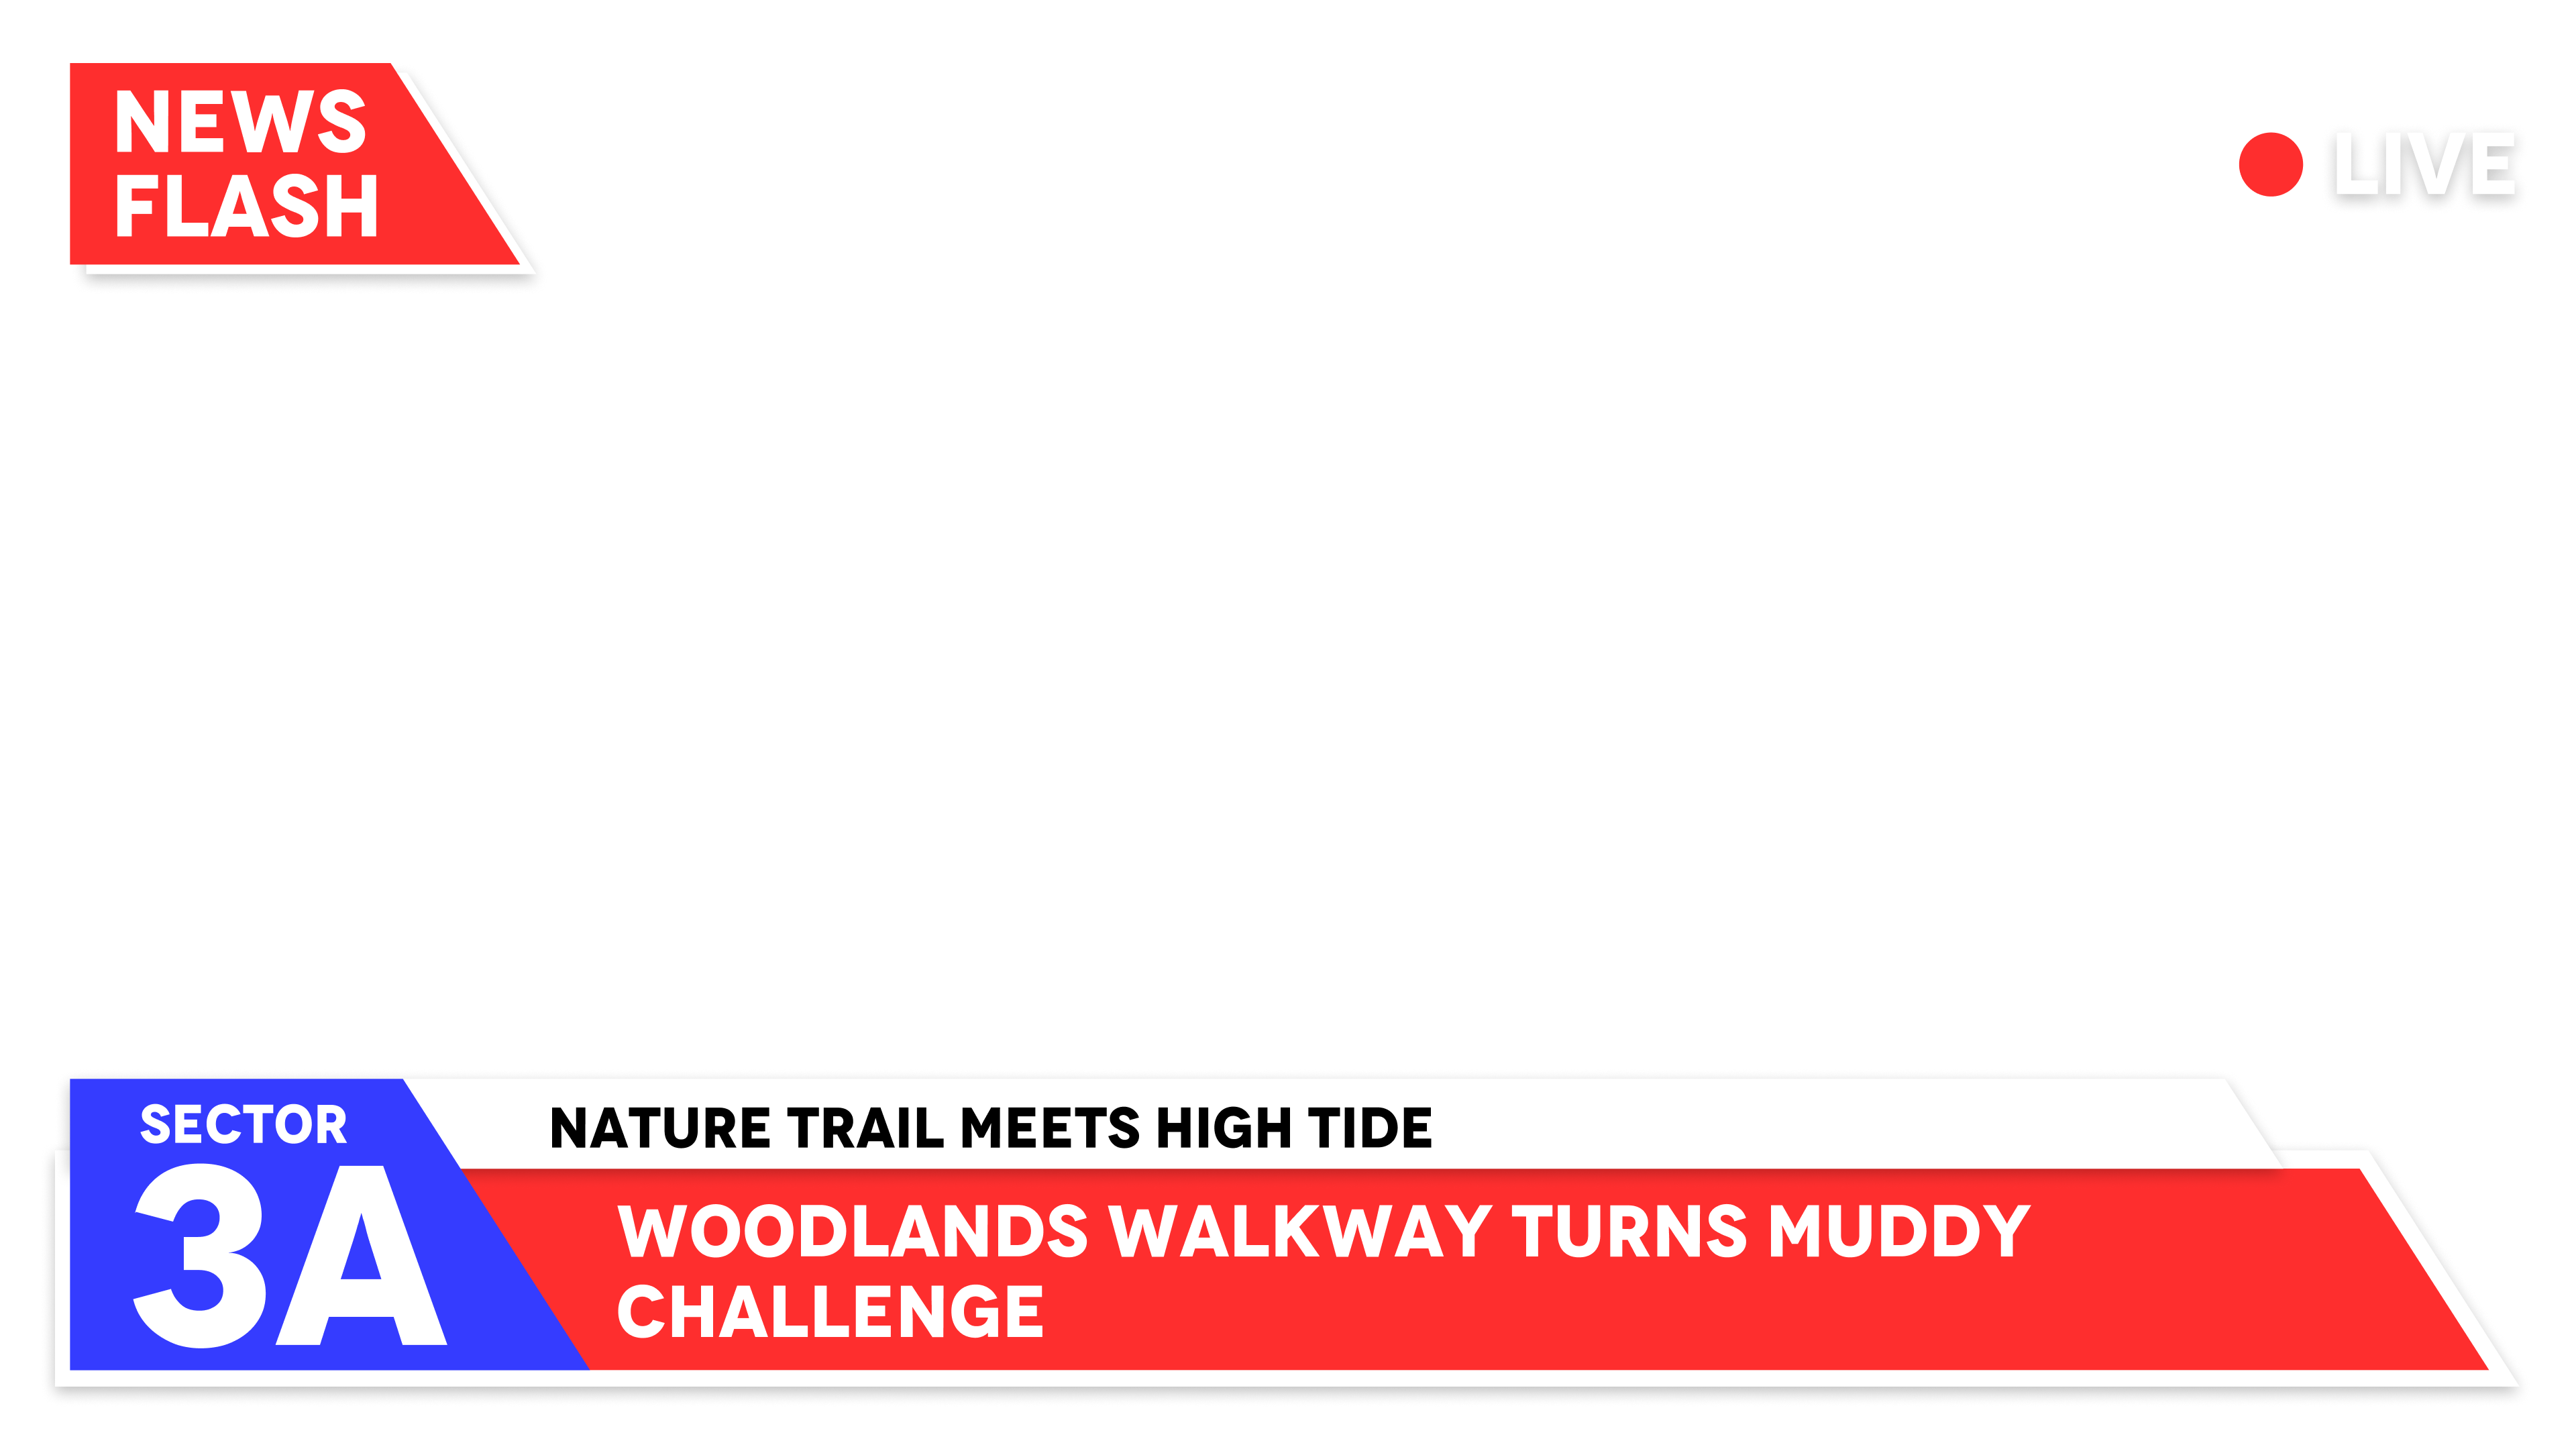 NEWS
FLASH
LIVE
SECTOR
3A
NATURE TRAIL MEETS HIGH TIDE
WOODLANDS WALKWAY TURNS MUDDY
CHALLENGE